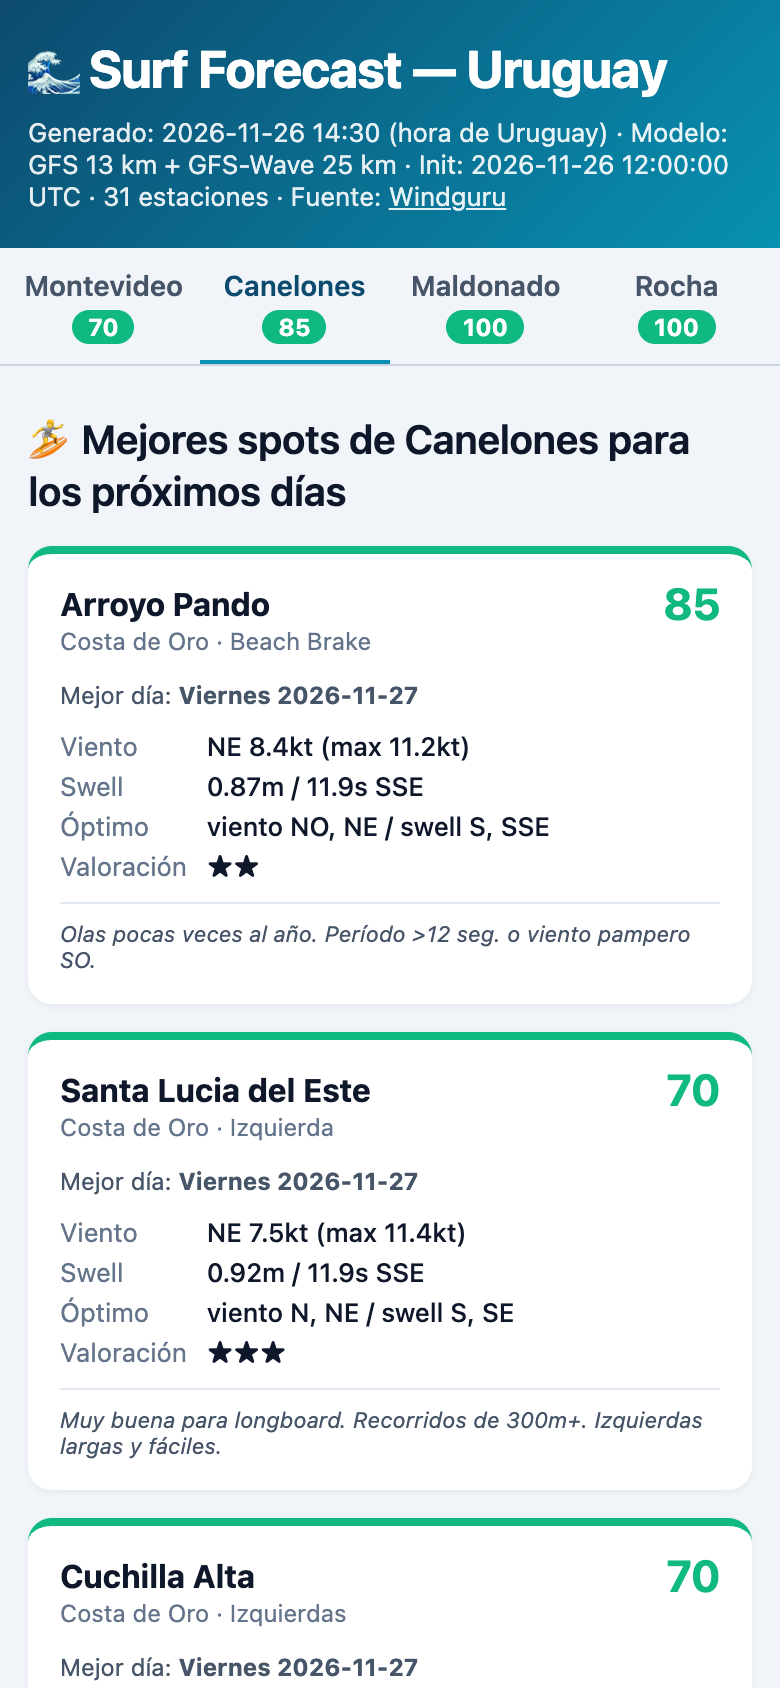 Surf Forecast — Uruguay
Generado: 2026-11-26 14:30 (hora de Uruguay) · Modelo:
GFS 13 km + GFS-Wave 25 km · Init: 2026-11-26 12:00:00
UTC · 31 estaciones · Fuente: Windguru
Montevideo Canelones Maldonado Rocha
70 85 100 100
Mejores spots de Canelones para
los próximos días
Arroyo Pando 85
Costa de Oro · Beach Brake
Mejor día: Viernes 2026-11-27
Viento NE 8.4kt (max 11.2kt)
Swell 0.87m / 11.9s SSE
Óptimo viento NO, NE / swell S, SSE
Valoración ★★
Olas pocas veces al año. Período >12 seg. o viento pampero
SO.
Santa Lucia del Este 70
Costa de Oro · Izquierda
Mejor día: Viernes 2026-11-27
Viento NE 7.5kt (max 11.4kt)
Swell 0.92m / 11.9s SSE
Óptimo viento N, NE / swell S, SE
Valoración ★★★
Muy buena para longboard. Recorridos de 300m+. Izquierdas
largas y fáciles.
Cuchilla Alta 70
Costa de Oro · Izquierdas
Mejor día: Viernes 2026-11-27